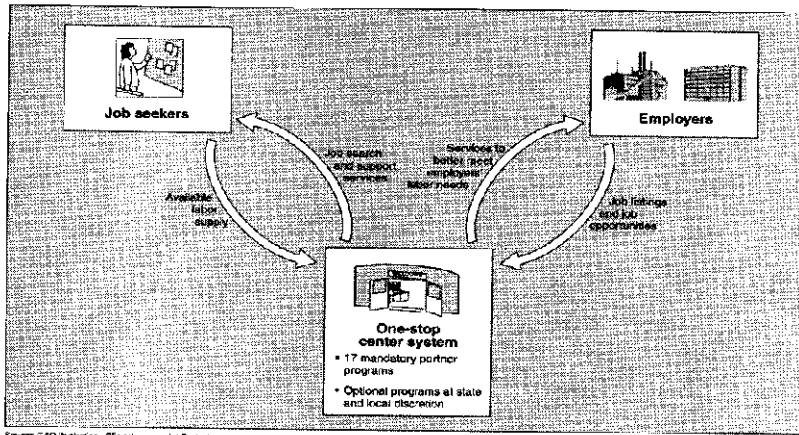 Job seekers
Employers
Job search
and support
services
Services to
better meet
employers'
labor needs
Available
labor
supply
Job listings
and job
opportunities
One-stop
center system
• 17 mandatory partner
programs
• Optional programs at state
and local discretion